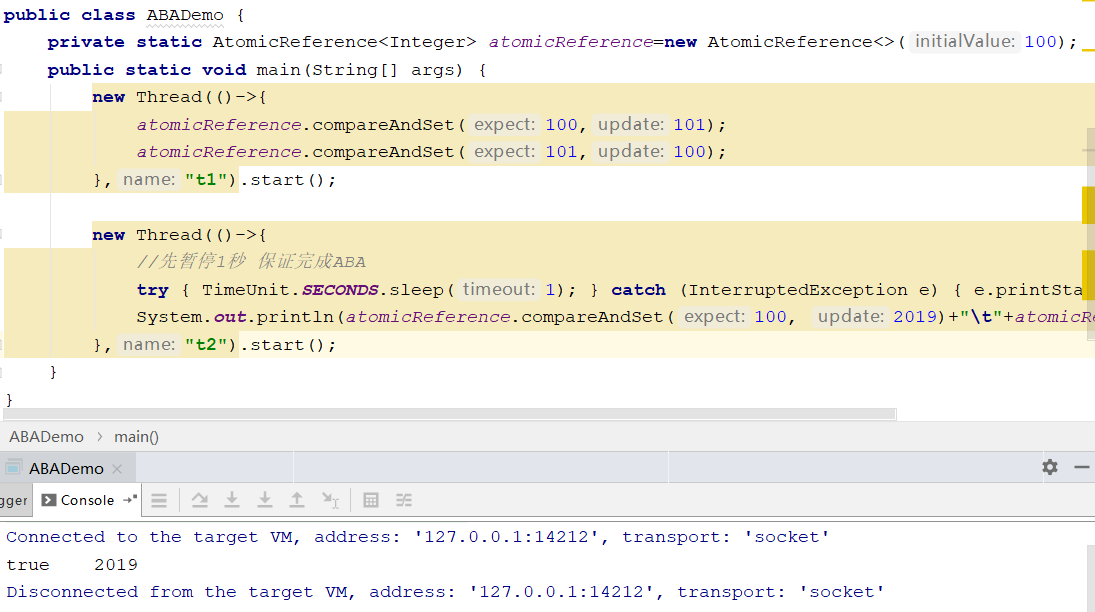 public class ABADemo {
private static AtomicReference<Integer> atomicReference=new AtomicReference<>( initialValue: 100);
public static void main(String[] args) {
new Thread(()->{
atomicReference.compareAndSet( expect: 100, update: 101);
atomicReference.compareAndSet( expect: 101, update: 100);
}, name: "t1").start();
new Thread(()->{
//先暂停1秒 保证完成ABA
try { TimeUnit.SECONDS.sleep( timeout: 1); } catch (InterruptedException e) { e.printSta
System.out.println(atomicReference.compareAndSet( expect: 100, update: 2019)+"\t"+atomicRe
}, name: "t2").start();
}
}
ABADemo > main()
ABADemo ×
gger Console
Connected to the target VM, address: '127.0.0.1:14212', transport: 'socket'
true 2019
Disconnected from the target VM, address: '127.0.0.1:14212', transport: 'socket'